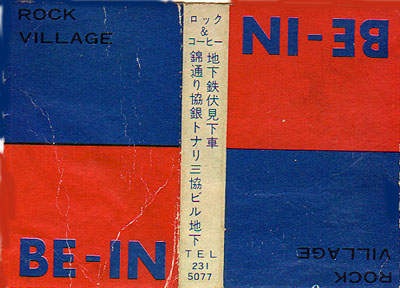 ROCK
VILLAGE
BE-IN
ロック
&
コーヒー
地下鉄伏見下車
錦通り協銀トナリ三協ビル地下
TEL
231
5077
BE-IN
ROCK
VILLAGE